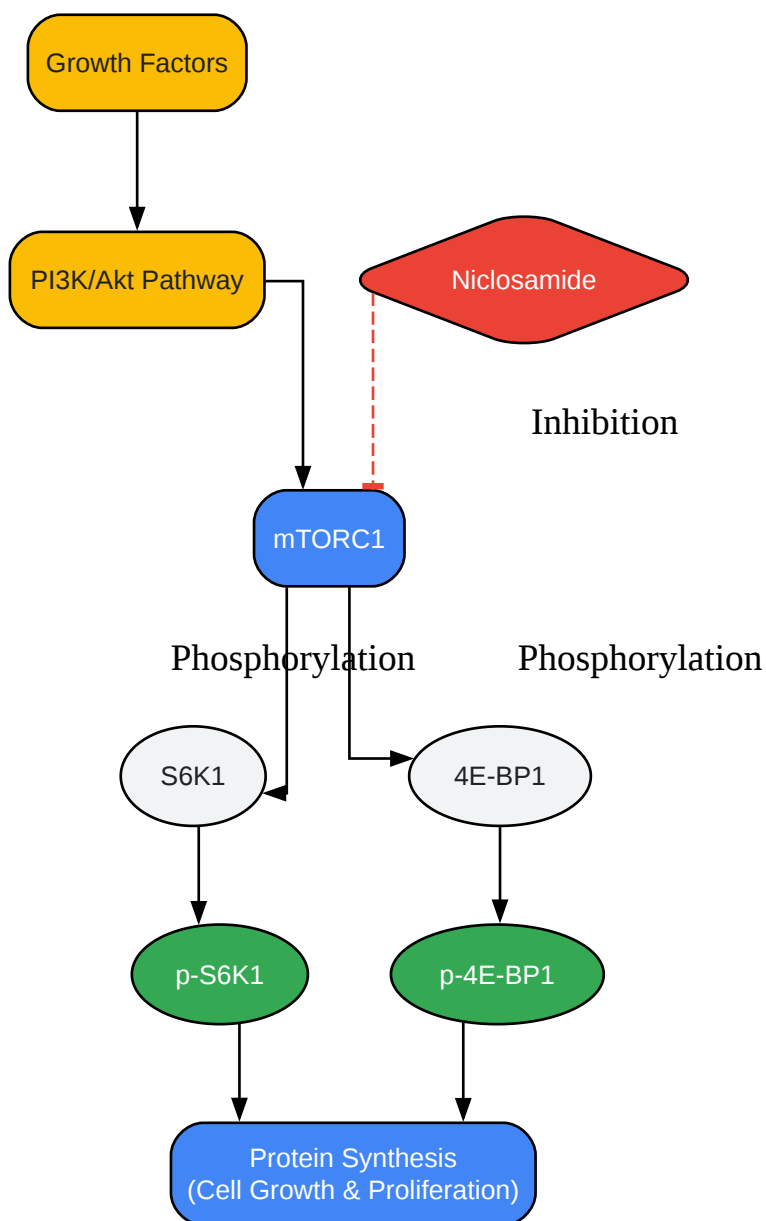 Growth Factors
PI3K/Akt Pathway
Niclosamide
Inhibition
mTORC1
Phosphorylation
Phosphorylation
S6K1
4E-BP1
p-S6K1
p-4E-BP1
Protein Synthesis
(Cell Growth & Proliferation)